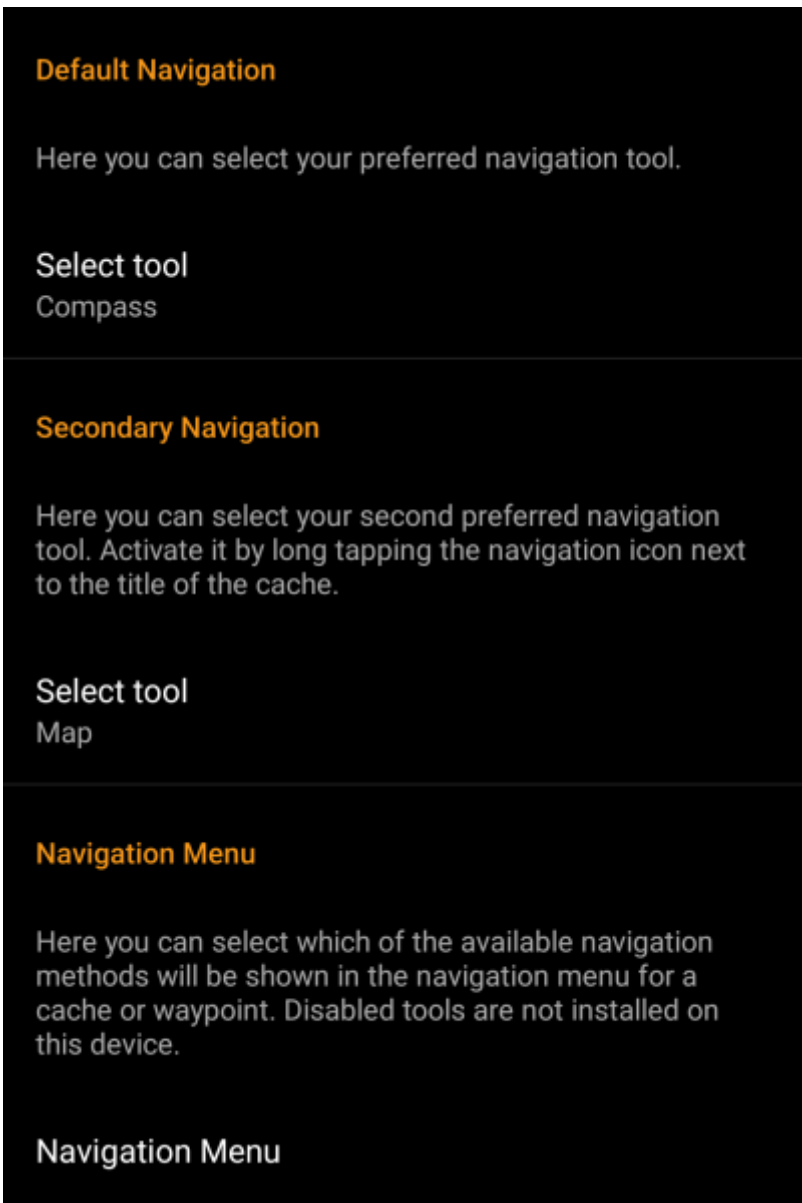 Default Navigation
Here you can select your preferred navigation tool.
Select tool
Compass
Secondary Navigation
Here you can select your second preferred navigation
tool. Activate it by long tapping the navigation icon next
to the title of the cache.
Select tool
Map
Navigation Menu
Here you can select which of the available navigation
methods will be shown in the navigation menu for a
cache or waypoint. Disabled tools are not installed on
this device.
Navigation Menu